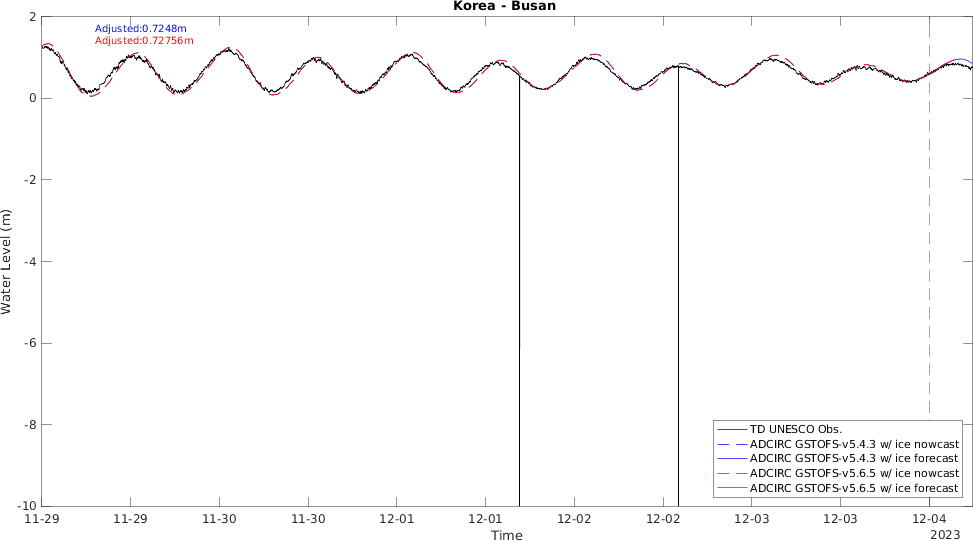 Korea - Busan
Adjusted:0.7248m
Adjusted:0.72756m
2
0
-2
-4
-6
-8
-10
Water Level (m)
TD UNESCO Obs.
ADCIRC GSTOFS-v5.4.3 w/ ice nowcast
ADCIRC GSTOFS-v5.4.3 w/ ice forecast
ADCIRC GSTOFS-v5.6.5 w/ ice nowcast
ADCIRC GSTOFS-v5.6.5 w/ ice forecast
11-29 11-29 11-30 11-30 12-01 12-01 12-02 12-02 12-03 12-03 12-04
Time
2023